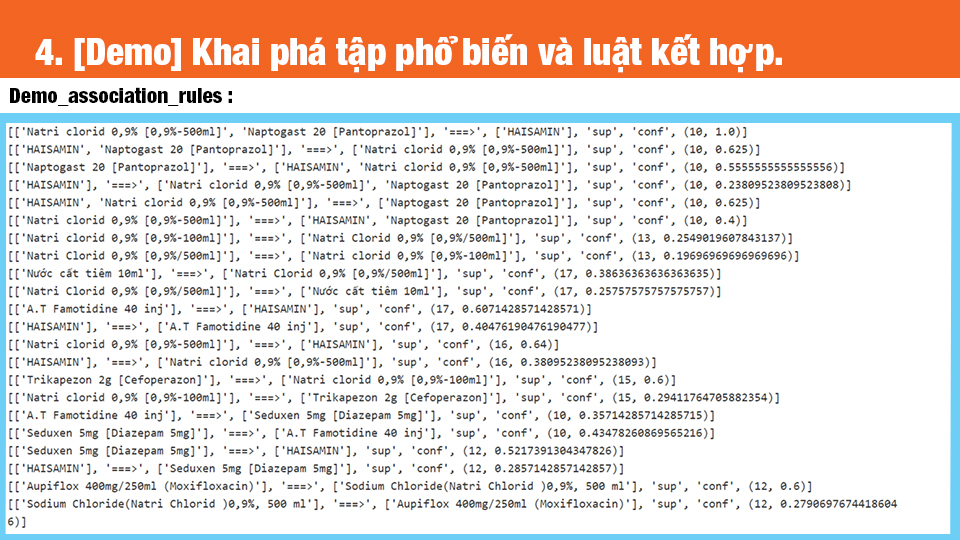 4. [Demo] Khai phá tập phổ biến và luật kết hợp.
Demo_association_rules :
[['Natri clorid 0,9% [0,9%-500ml]', 'Naptogast 20 [Pantoprazol]'], '===>', ['HAISAMIN'], 'sup', 'conf', (10, 1.0)]
[['HAISAMIN', 'Naptogast 20 [Pantoprazol]'], '===>', ['Natri clorid 0,9% [0,9%-500ml]'], 'sup', 'conf', (10, 0.625)]
[['Naptogast 20 [Pantoprazol]'], '===>', ['HAISAMIN', 'Natri clorid 0,9% [0,9%-500ml]'], 'sup', 'conf', (10, 0.5555555555555556)]
[['HAISAMIN'], '===>', ['Natri clorid 0,9% [0,9%-500ml]', 'Naptogast 20 [Pantoprazol]'], 'sup', 'conf', (10, 0.23809523809523808)]
[['HAISAMIN', 'Natri clorid 0,9% [0,9%-500ml]'], '===>', ['Naptogast 20 [Pantoprazol]'], 'sup', 'conf', (10, 0.625)]
[['Natri clorid 0,9% [0,9%-500ml]'], '===>', ['HAISAMIN', 'Naptogast 20 [Pantoprazol]'], 'sup', 'conf', (10, 0.4)]
[['Natri clorid 0,9% [0,9%-100ml]'], '===>', ['Natri Clorid 0,9% [0,9%/500ml]'], 'sup', 'conf', (13, 0.2549019607843137)]
[['Natri Clorid 0,9% [0,9%/500ml]'], '===>', ['Natri clorid 0,9% [0,9%-100ml]'], 'sup', 'conf', (13, 0.19696969696969696)]
[['Nước cất tiêm 10ml'], '===>', ['Natri Clorid 0,9% [0,9%/500ml]'], 'sup', 'conf', (17, 0.38636363636363635)]
[['Natri Clorid 0,9% [0,9%/500ml]'], '===>', ['Nước cất tiêm 10ml'], 'sup', 'conf', (17, 0.25757575757575757)]
[['A.T Famotidine 40 inj'], '===>', ['HAISAMIN'], 'sup', 'conf', (17, 0.6071428571428571)]
[['HAISAMIN'], '===>', ['A.T Famotidine 40 inj'], 'sup', 'conf', (17, 0.40476190476190477)]
[['Natri clorid 0,9% [0,9%-500ml]'], '===>', ['HAISAMIN'], 'sup', 'conf', (16, 0.64)]
[['HAISAMIN'], '===>', ['Natri clorid 0,9% [0,9%-500ml]'], 'sup', 'conf', (16, 0.38095238095238093)]
[['Trikapezon 2g [Cefoperazon]'], '===>', ['Natri clorid 0,9% [0,9%-100ml]'], 'sup', 'conf', (15, 0.6)]
[['Natri clorid 0,9% [0,9%-100ml]'], '===>', ['Trikapezon 2g [Cefoperazon]'], 'sup', 'conf', (15, 0.29411764705882354)]
[['A.T Famotidine 40 inj'], '===>', ['Seduxen 5mg [Diazepam 5mg]'], 'sup', 'conf', (10, 0.35714285714285715)]
[['Seduxen 5mg [Diazepam 5mg]'], '===>', ['A.T Famotidine 40 inj'], 'sup', 'conf', (10, 0.43478260869565216)]
[['Seduxen 5mg [Diazepam 5mg]'], '===>', ['HAISAMIN'], 'sup', 'conf', (12, 0.5217391304347826)]
[['HAISAMIN'], '===>', ['Seduxen 5mg [Diazepam 5mg]'], 'sup', 'conf', (12, 0.2857142857142857)]
[['Aupiflox 400mg/250ml (Moxifloxacin)'], '===>', ['Sodium Chloride(Natri Chlorid )0,9%, 500 ml'], 'sup', 'conf', (12, 0.6)]
[['Sodium Chloride(Natri Chlorid )0,9%, 500 ml'], '===>', ['Aupiflox 400mg/250ml (Moxifloxacin)'], 'sup', 'conf', (12, 0.2790697674418604
6)]